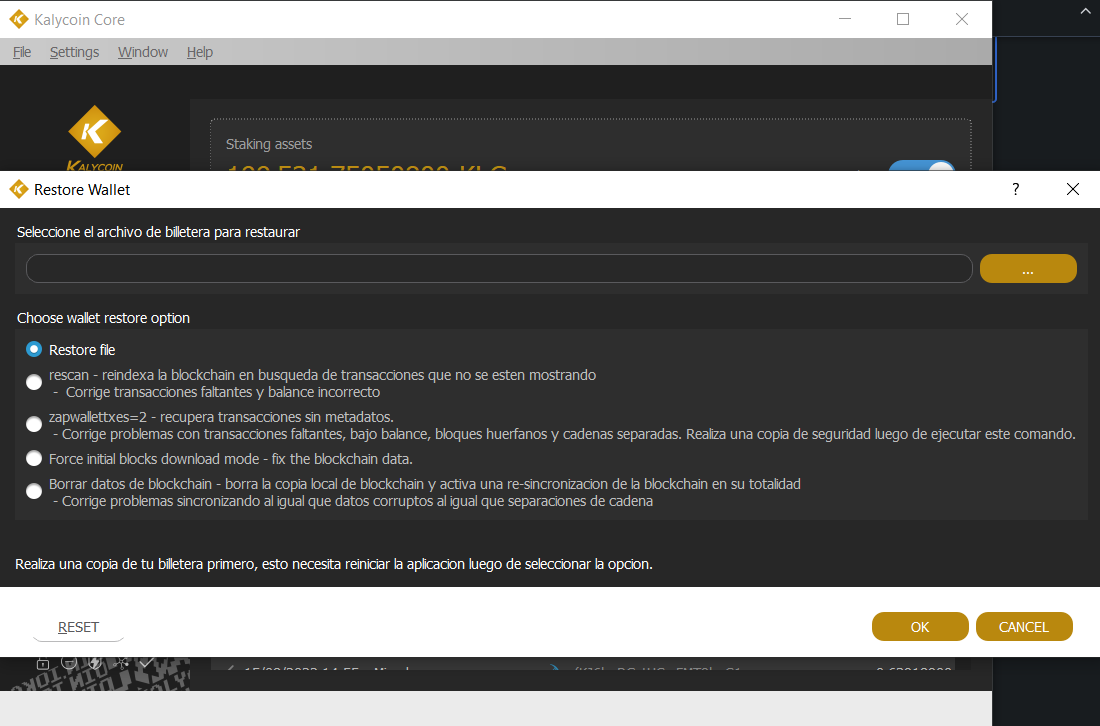 Kalycoin Core
File Settings Window Help
KALYCOIN
Staking assets
Restore Wallet
?
Seleccione el archivo de billetera para restaurar
...
Choose wallet restore option
Restore file
rescan - reindexa la blockchain en busqueda de transacciones que no se esten mostrando
- Corrige transacciones faltantes y balance incorrecto
zapwallettxes=2 - recupera transacciones sin metadatos.
- Corrige problemas con transacciones faltantes, bajo balance, bloques huerfanos y cadenas separadas. Realiza una copia de seguridad luego de ejecutar este comando.
Force initial blocks download mode - fix the blockchain data.
Borrar datos de blockchain - borra la copia local de blockchain y activa una re-sincronizacion de la blockchain en su totalidad
- Corrige problemas sincronizando al igual que datos corruptos al igual que separaciones de cadena
Realiza una copia de tu billetera primero, esto necesita reiniciar la aplicacion luego de seleccionar la opcion.
RESET OK CANCEL